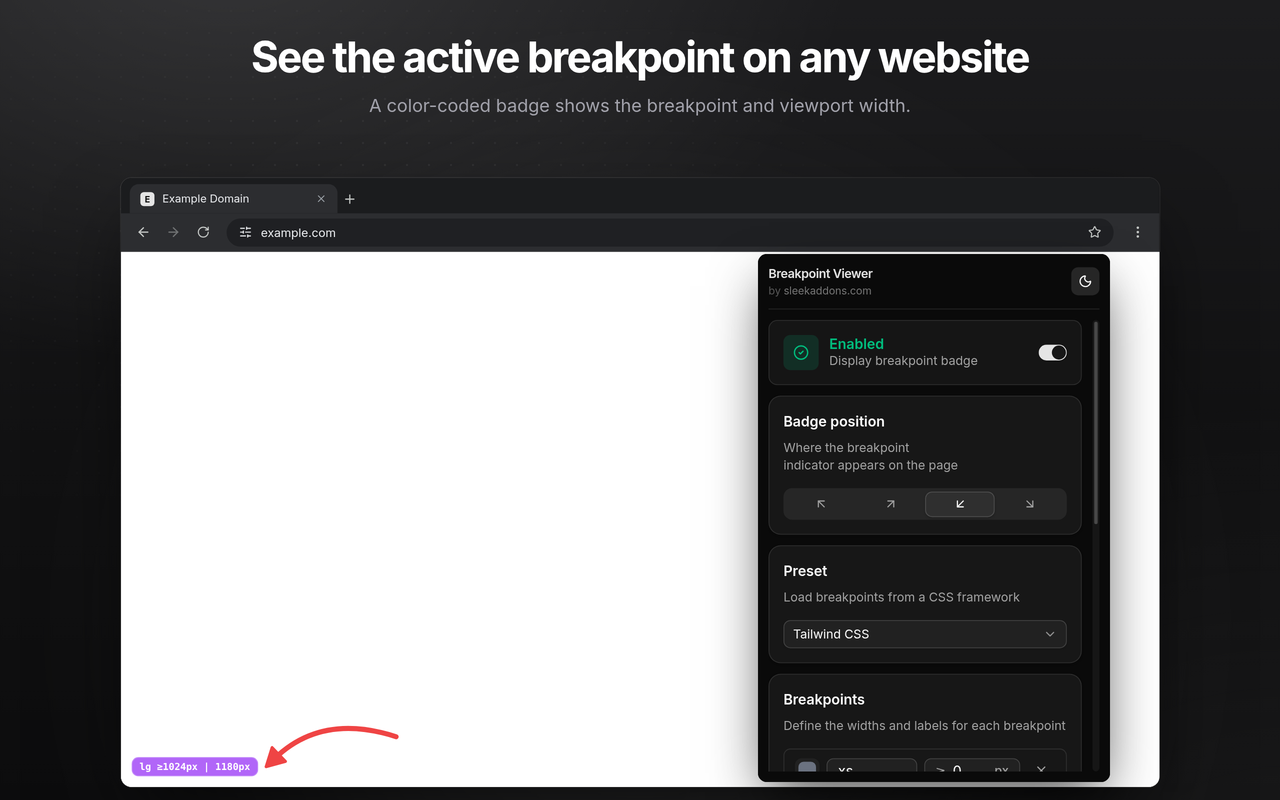 See the active breakpoint on any website
A color-coded badge shows the breakpoint and viewport width.
E
Example Domain
example.com
Breakpoint Viewer
by sleekaddons.com
Enabled
Display breakpoint badge
Badge position
Where the breakpoint
indicator appears on the page
Preset
Load breakpoints from a CSS framework
Tailwind CSS
Breakpoints
Define the widths and labels for each breakpoint
xs ≥ 0 px
lg ≥1024px | 1180px